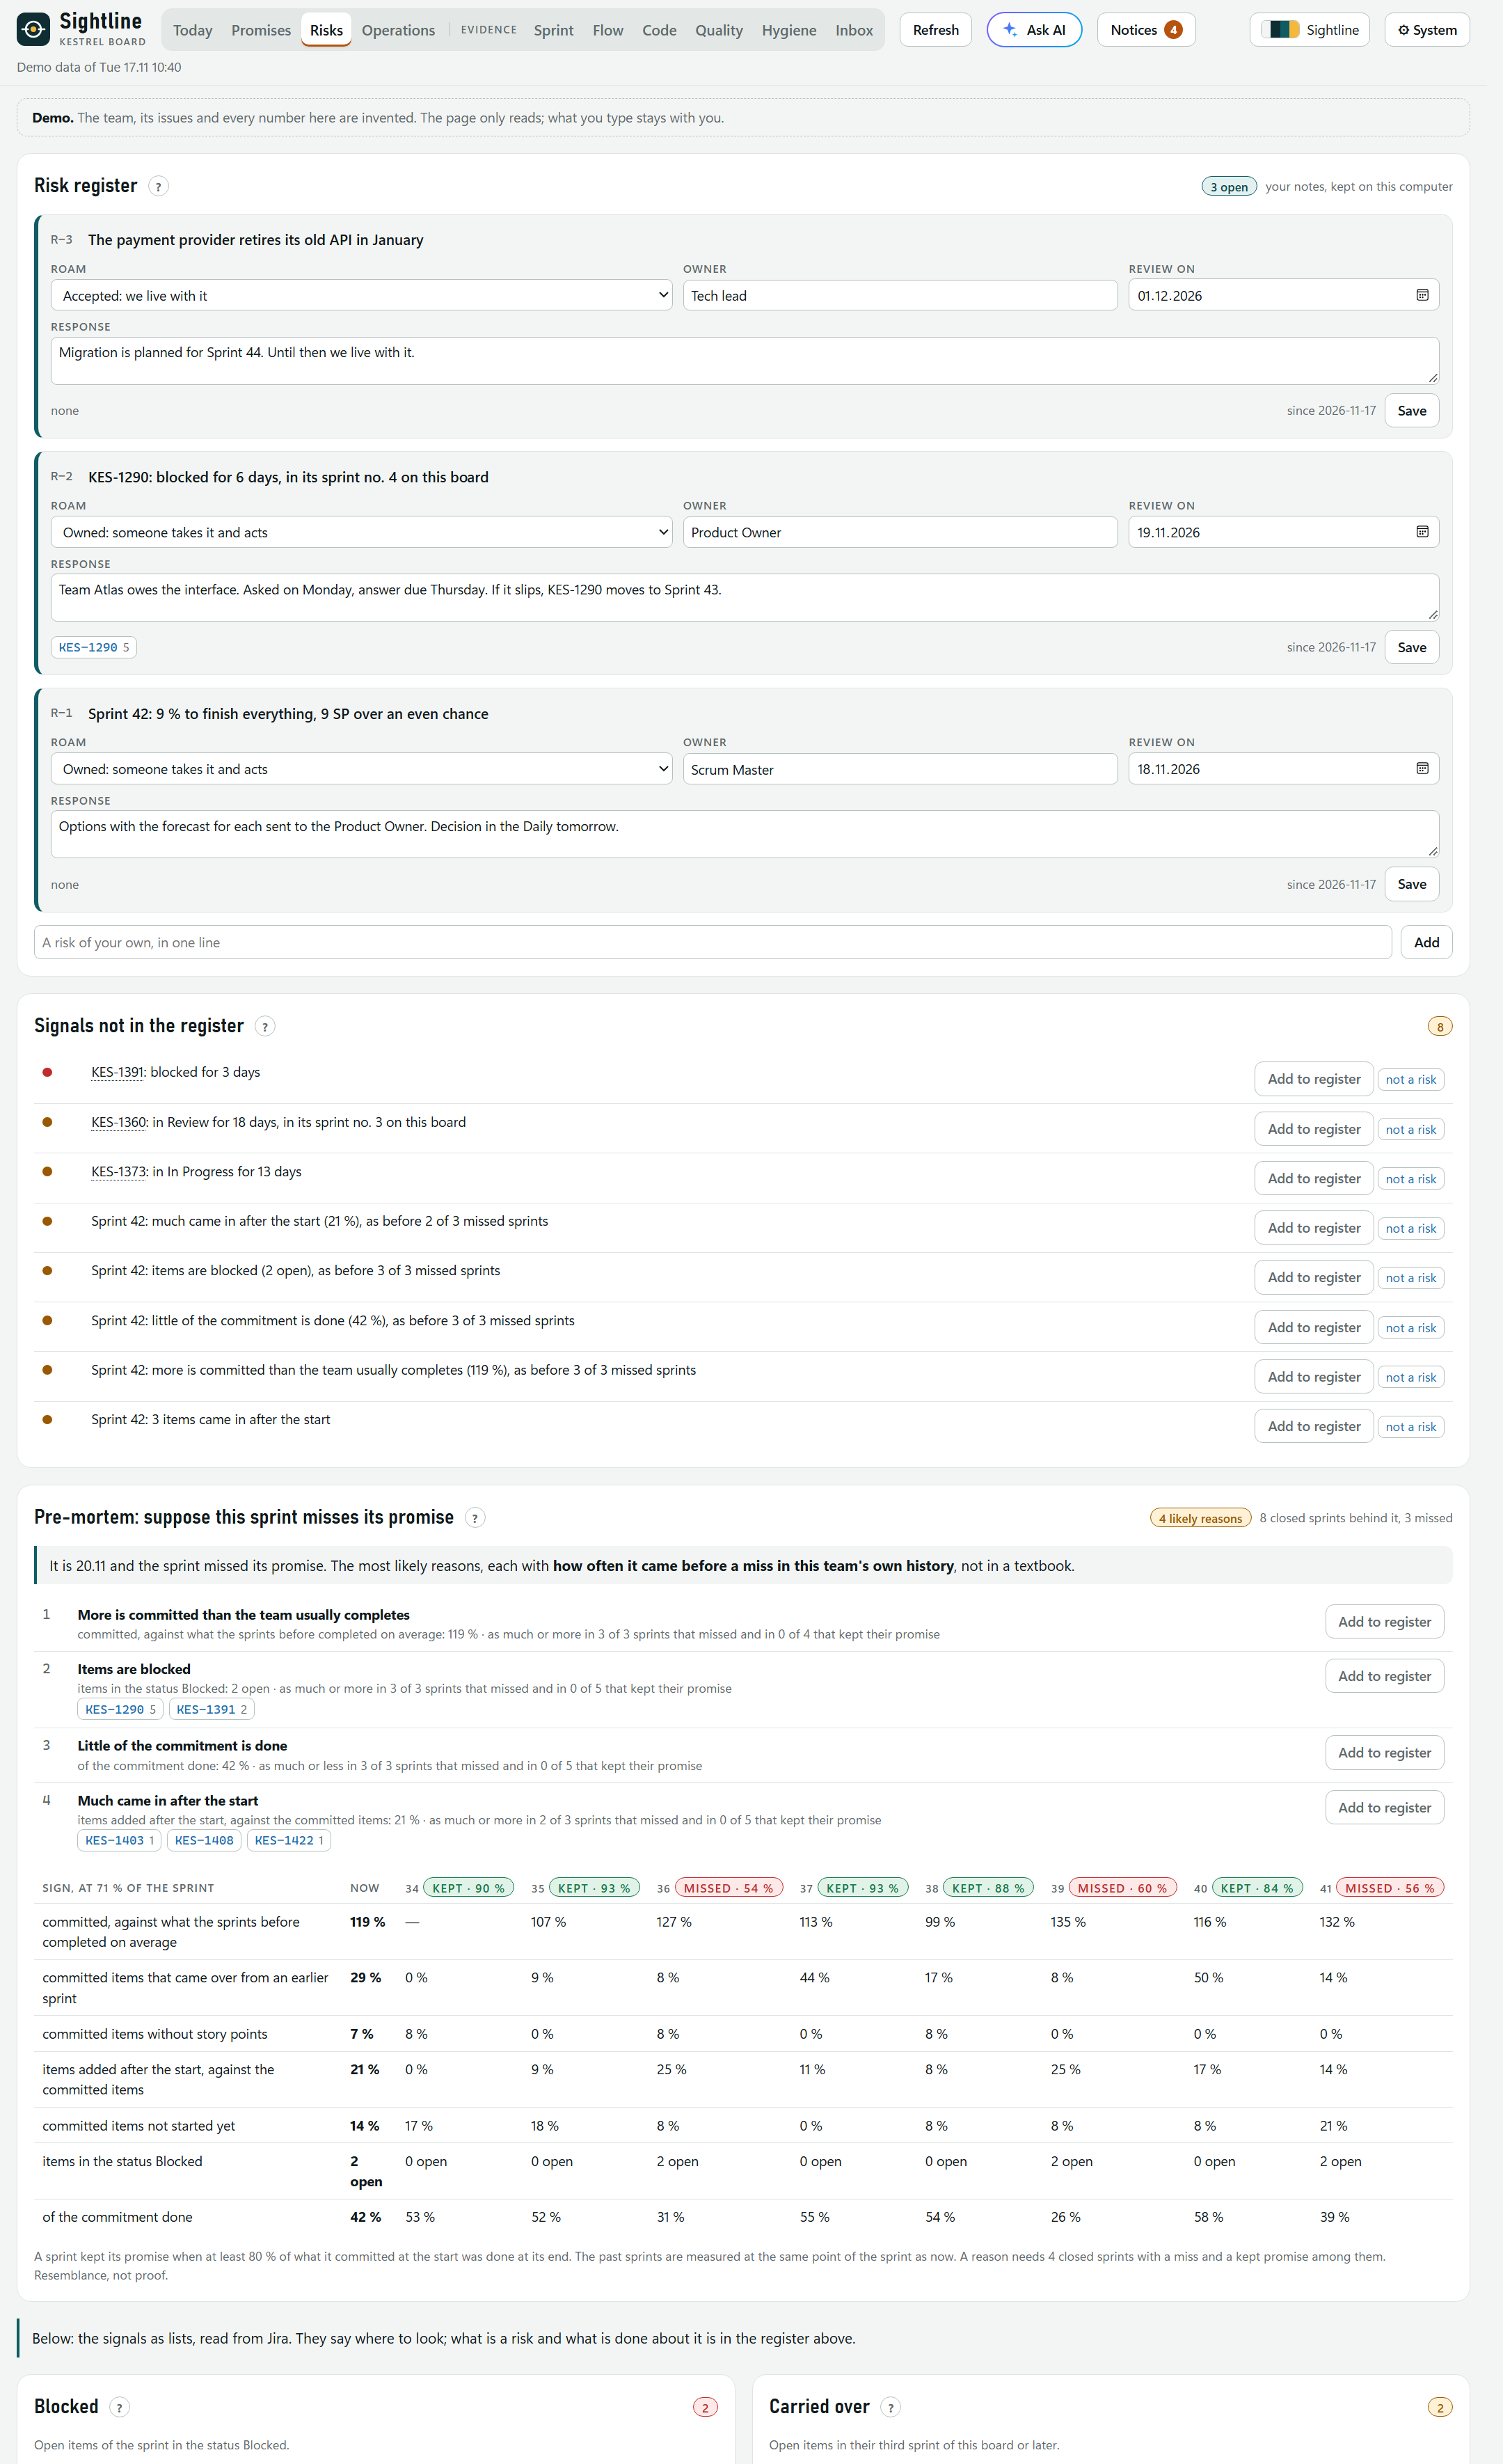 Sightline
KESTREL BOARD
Today Promises Risks Operations EVIDENCE Sprint Flow Code Quality Hygiene Inbox Refresh Ask AI Notices 4 Sightline ⚙ System
Demo data of Tue 17.11 10:40
Demo. The team, its issues and every number here are invented. The page only reads; what you type stays with you.
Risk register ? 3 open your notes, kept on this computer
R-3 The payment provider retires its old API in January
ROAM OWNER REVIEW ON
Accepted: we live with it Tech lead 01.12.2026
RESPONSE
Migration is planned for Sprint 44. Until then we live with it.
none since 2026-11-17 Save
R-2 KES-1290: blocked for 6 days, in its sprint no. 4 on this board
ROAM OWNER REVIEW ON
Owned: someone takes it and acts Product Owner 19.11.2026
RESPONSE
Team Atlas owes the interface. Asked on Monday, answer due Thursday. If it slips, KES-1290 moves to Sprint 43.
KES-1290 5 since 2026-11-17 Save
R-1 Sprint 42: 9 % to finish everything, 9 SP over an even chance
ROAM OWNER REVIEW ON
Owned: someone takes it and acts Scrum Master 18.11.2026
RESPONSE
Options with the forecast for each sent to the Product Owner. Decision in the Daily tomorrow.
none since 2026-11-17 Save
A risk of your own, in one line Add
Signals not in the register ? 8
KES-1391: blocked for 3 days Add to register not a risk
KES-1360: in Review for 18 days, in its sprint no. 3 on this board Add to register not a risk
KES-1373: in In Progress for 13 days Add to register not a risk
Sprint 42: much came in after the start (21 %), as before 2 of 3 missed sprints Add to register not a risk
Sprint 42: items are blocked (2 open), as before 3 of 3 missed sprints Add to register not a risk
Sprint 42: little of the commitment is done (42 %), as before 3 of 3 missed sprints Add to register not a risk
Sprint 42: more is committed than the team usually completes (119 %), as before 3 of 3 missed sprints Add to register not a risk
Sprint 42: 3 items came in after the start Add to register not a risk
Pre-mortem: suppose this sprint misses its promise ? 4 likely reasons 8 closed sprints behind it, 3 missed
It is 20.11 and the sprint missed its promise. The most likely reasons, each with how often it came before a miss in this team's own history, not in a textbook.
1 More is committed than the team usually completes Add to register
committed, against what the sprints before completed on average: 119 % · as much or more in 3 of 3 sprints that missed and in 0 of 4 that kept their promise
2 Items are blocked Add to register
items in the status Blocked: 2 open · as much or more in 3 of 3 sprints that missed and in 0 of 5 that kept their promise
KES-1290 5 KES-1391 2
3 Little of the commitment is done Add to register
of the commitment done: 42 % · as much or less in 3 of 3 sprints that missed and in 0 of 5 that kept their promise
4 Much came in after the start Add to register
items added after the start, against the committed items: 21 % · as much or more in 2 of 3 sprints that missed and in 0 of 5 that kept their promise
KES-1403 1 KES-1408 KES-1422 1
SIGN, AT 71 % OF THE SPRINT NOW 34 KEPT · 90 % 35 KEPT · 93 % 36 MISSED · 54 % 37 KEPT · 93 % 38 KEPT · 88 % 39 MISSED · 60 % 40 KEPT · 84 % 41 MISSED · 56 %
committed, against what the sprints before 119 % — 107 % 127 % 113 % 99 % 135 % 116 % 132 %
completed on average
committed items that came over from an earlier 29 % 0 % 9 % 8 % 44 % 17 % 8 % 50 % 14 %
sprint
committed items without story points 7 % 8 % 0 % 8 % 0 % 8 % 0 % 0 % 0 %
items added after the start, against the 21 % 0 % 9 % 25 % 11 % 8 % 25 % 17 % 14 %
committed items
committed items not started yet 14 % 17 % 18 % 8 % 0 % 8 % 8 % 8 % 21 %
items in the status Blocked 2 0 open 0 open 2 open 0 open 0 open 2 open 0 open 2 open
open
of the commitment done 42 % 53 % 52 % 31 % 55 % 54 % 26 % 58 % 39 %
A sprint kept its promise when at least 80 % of what it committed at the start was done at its end. The past sprints are measured at the same point of the sprint as now. A reason needs 4 closed sprints with a miss and a kept promise among them.
Resemblance, not proof.
Below: the signals as lists, read from Jira. They say where to look; what is a risk and what is done about it is in the register above.
Blocked ? 2 Carried over ? 2
Open items of the sprint in the status Blocked. Open items in their third sprint of this board or later.